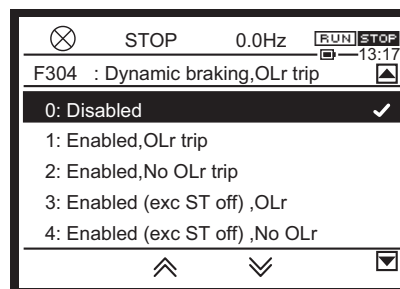 STOP 0.0Hz RUN STOP
13:17
F304 : Dynamic braking,OLr trip
0: Disabled
1: Enabled,OLr trip
2: Enabled,No OLr trip
3: Enabled (exc ST off) ,OLr
4: Enabled (exc ST off) ,No OLr